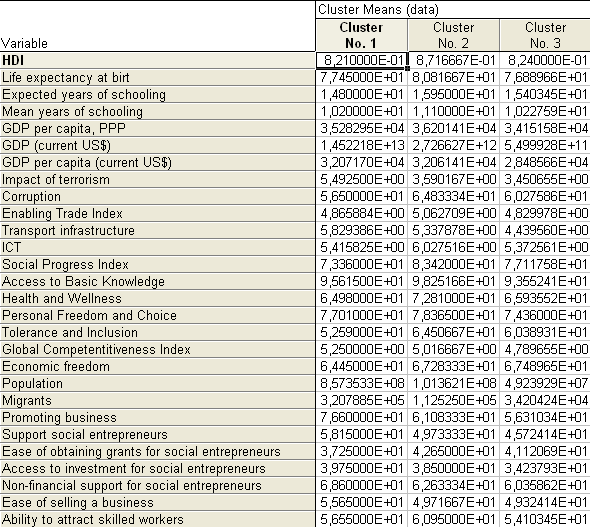 Cluster Means (data)
Variable Cluster No. 1 Cluster No. 2 Cluster No. 3
HDI 8,210000E-01 8,716667E-01 8,240000E-01
Life expectancy at birt 7,745000E+01 8,081667E+01 7,688966E+01
Expected years of schooling 1,480000E+01 1,595000E+01 1,540345E+01
Mean years of schooling 1,020000E+01 1,110000E+01 1,022759E+01
GDP per capita, PPP 3,528295E+04 3,620141E+04 3,415158E+04
GDP (current US$) 1,452218E+13 2,726627E+12 5,499928E+11
GDP per capita (current US$) 3,207170E+04 3,206141E+04 2,848566E+04
Impact of terrorism 5,492500E+00 3,590167E+00 3,450655E+00
Corruption 5,650000E+01 6,483334E+01 6,027586E+01
Enabling Trade Index 4,865884E+00 5,062709E+00 4,829978E+00
Transport infrastructure 5,829386E+00 5,337878E+00 4,439560E+00
ICT 5,415825E+00 6,027516E+00 5,372561E+00
Social Progress Index 7,336000E+01 8,342000E+01 7,711758E+01
Access to Basic Knowledge 9,561500E+01 9,825166E+01 9,355241E+01
Health and Wellness 6,498000E+01 7,281000E+01 6,593552E+01
Personal Freedom and Choice 7,701000E+01 7,836500E+01 7,436000E+01
Tolerance and Inclusion 5,259000E+01 6,450667E+01 6,038931E+01
Global Competentitiveness Index 5,250000E+00 5,016667E+00 4,789655E+00
Economic freedom 6,445000E+01 6,728333E+01 6,748965E+01
Population 8,573533E+08 1,013621E+08 4,923929E+07
Migrants 3,207885E+05 1,125250E+05 3,420424E+04
Promoting business 7,660000E+01 6,108333E+01 5,631034E+01
Support social entrepreneurs 5,815000E+01 4,973333E+01 4,572414E+01
Ease of obtaining grants for social entrepreneurs 3,725000E+01 4,265000E+01 4,112069E+01
Access to investment for social entrepreneurs 3,975000E+01 3,850000E+01 3,423793E+01
Non-financial support for social entrepreneurs 6,860000E+01 6,263334E+01 6,035862E+01
Ease of selling a business 5,565000E+01 4,971667E+01 4,932414E+01
Ability to attract skilled workers 5,655000E+01 6,095000E+01 5,410345E+01